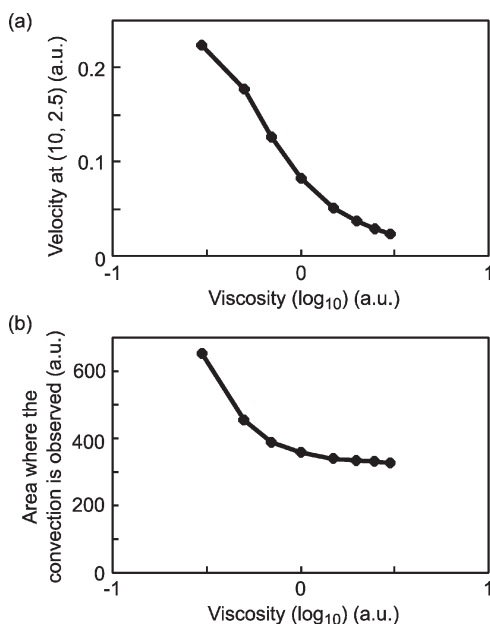 (a)
Velocity at (10, 2.5) (a.u.)
0.2
0.1
0
-1 0 1
Viscosity (log10) (a.u.)
(b)
Area where the
convection is observed (a.u.)
600
400
200
0
-1 0 1
Viscosity (log10) (a.u.)